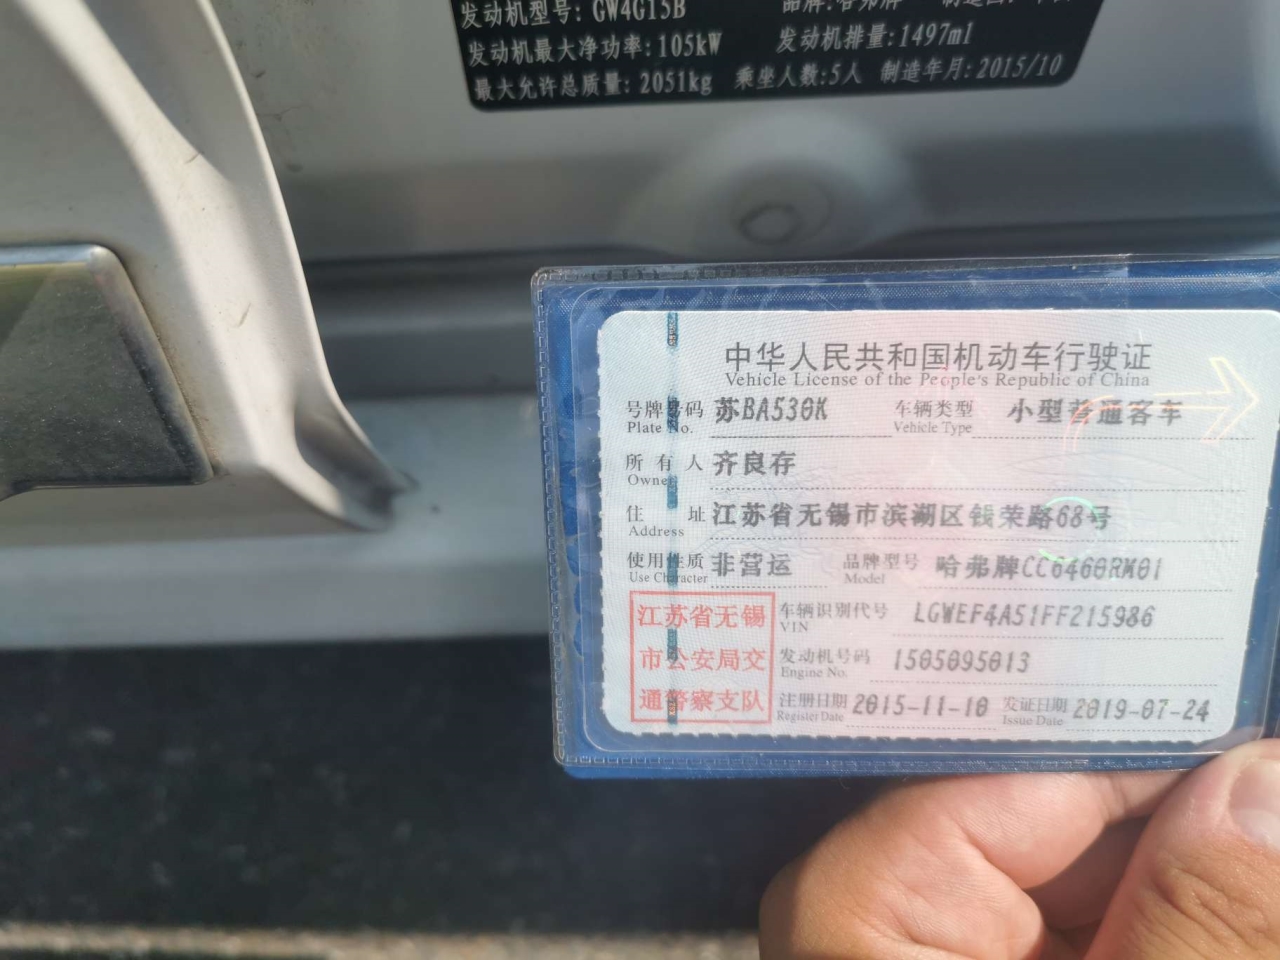 发动机型号: GW4G15B
发动机最大净功率: 105kW 发动机排量: 1497ml
最大允许总质量: 2051kg 乘坐人数: 5人 制造年月: 2015/10
中华人民共和国机动车行驶证
Vehicle License of the People's Republic of China
号牌号码 苏BA530K 车辆类型 小型普通客车
Plate No. Vehicle Type
所有人 齐良存
Owner
住址 江苏省无锡市滨湖区钱荣路68号
Address
使用性质 非营运 品牌型号 哈弗牌CC6460RM01
Use Character Model
江苏省无锡 车辆识别代号 LGWEF4A51FF215986
VIN
市公安局交 发动机号码 1505095013
Engine No.
通警察支队 注册日期 2015-11-10 发证日期 2019-07-24
Register Date Issue Date